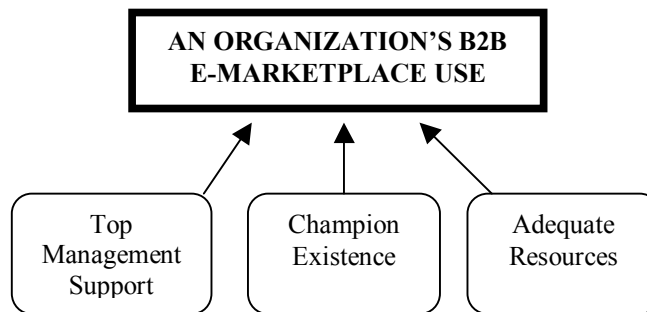 AN ORGANIZATION'S B2B
E-MARKETPLACE USE
Top
Management
Support
Champion
Existence
Adequate
Resources